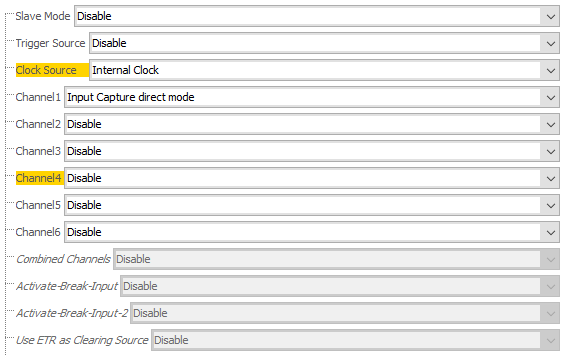 Slave Mode Disable
Trigger Source Disable
Clock Source Internal Clock
Channel1 Input Capture direct mode
Channel2 Disable
Channel3 Disable
Channel4 Disable
Channel5 Disable
Channel6 Disable
Combined Channels Disable
Activate-Break-Input Disable
Activate-Break-Input-2 Disable
Use ETR as Clearing Source Disable